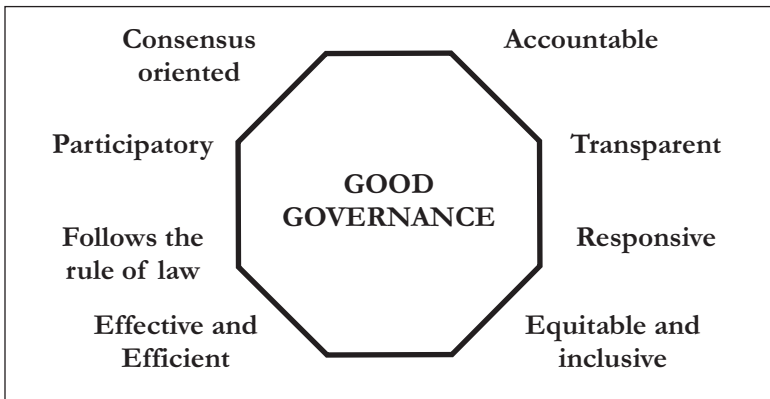 Consensus
oriented
Accountable
Participatory
Transparent
GOOD
GOVERNANCE
Follows the
rule of law
Responsive
Effective and
Efficient
Equitable and
inclusive